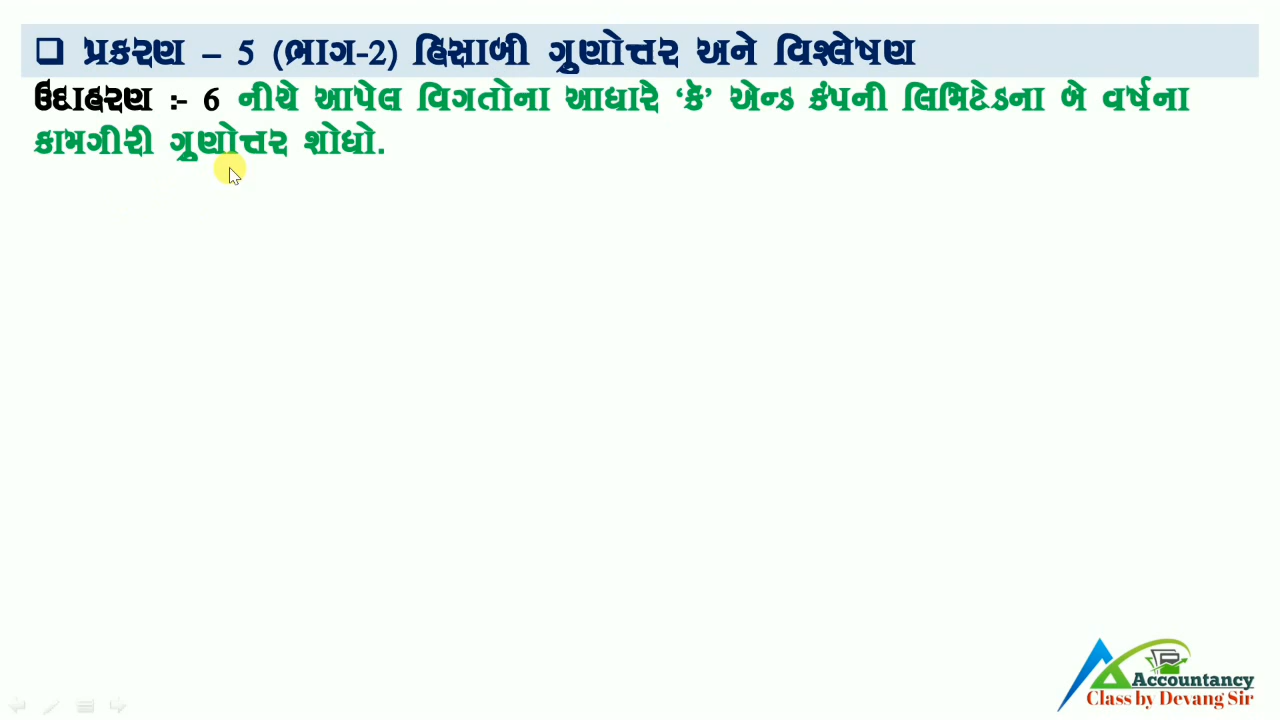 ❑ પ્રકરણ – 5 (ભાગ-2) હિસાબી ગુણોત્તર અને વિશ્લેષણ
ઉદાહરણ :- 6 નીચે આપેલ વિગતોના આધારે ‘કે’ એન્ડ કંપની લિમિટેડના બે વર્ષના
કામગીરી ગુણોત્તર શોધો.
Accountancy
Class by Devang Sir